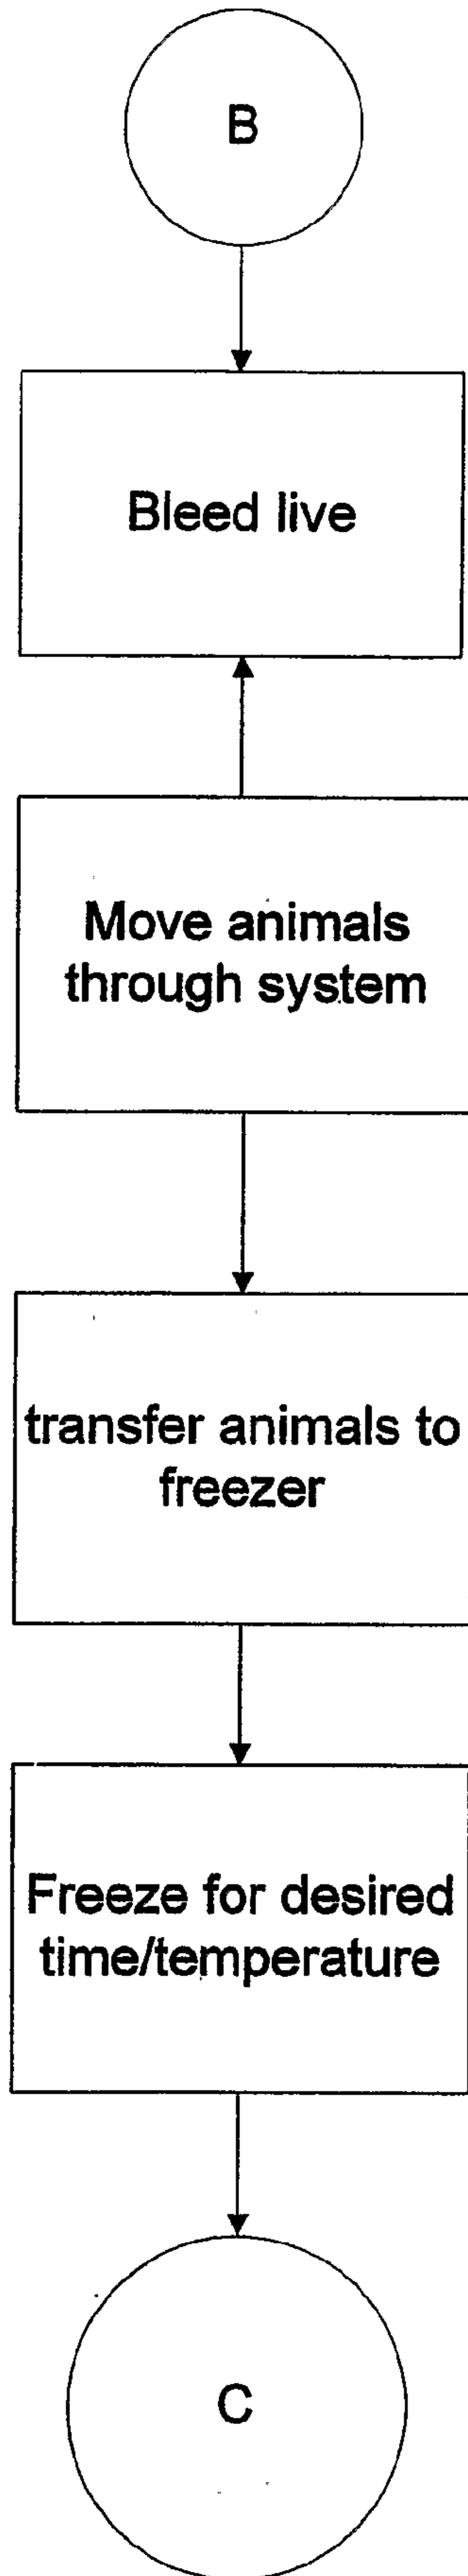 B
Bleed live
Move animals
through system
transfer animals to
freezer
Freeze for desired
time/temperature
C